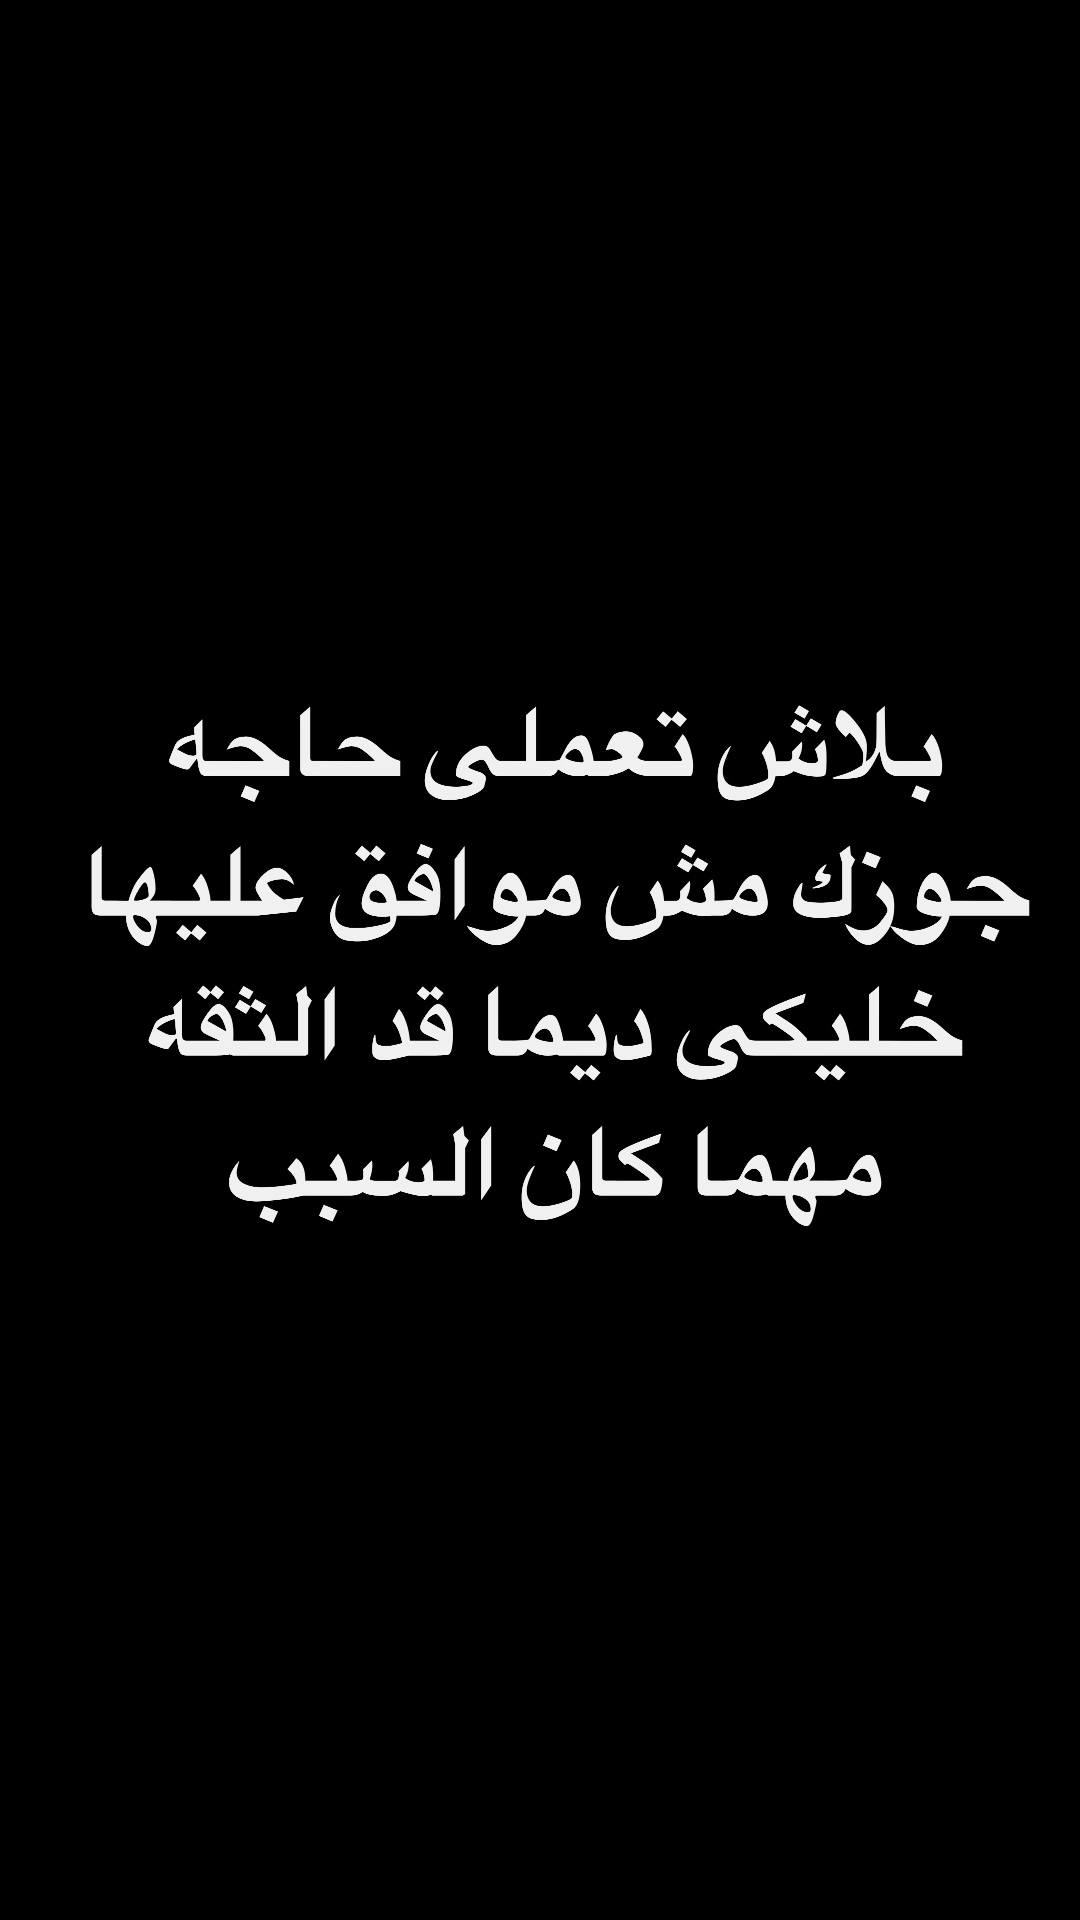 بلاش تعملى حاجه
جوزك مش موافق عليها
خليكى ديما قد الثقه
مهما كان السبب